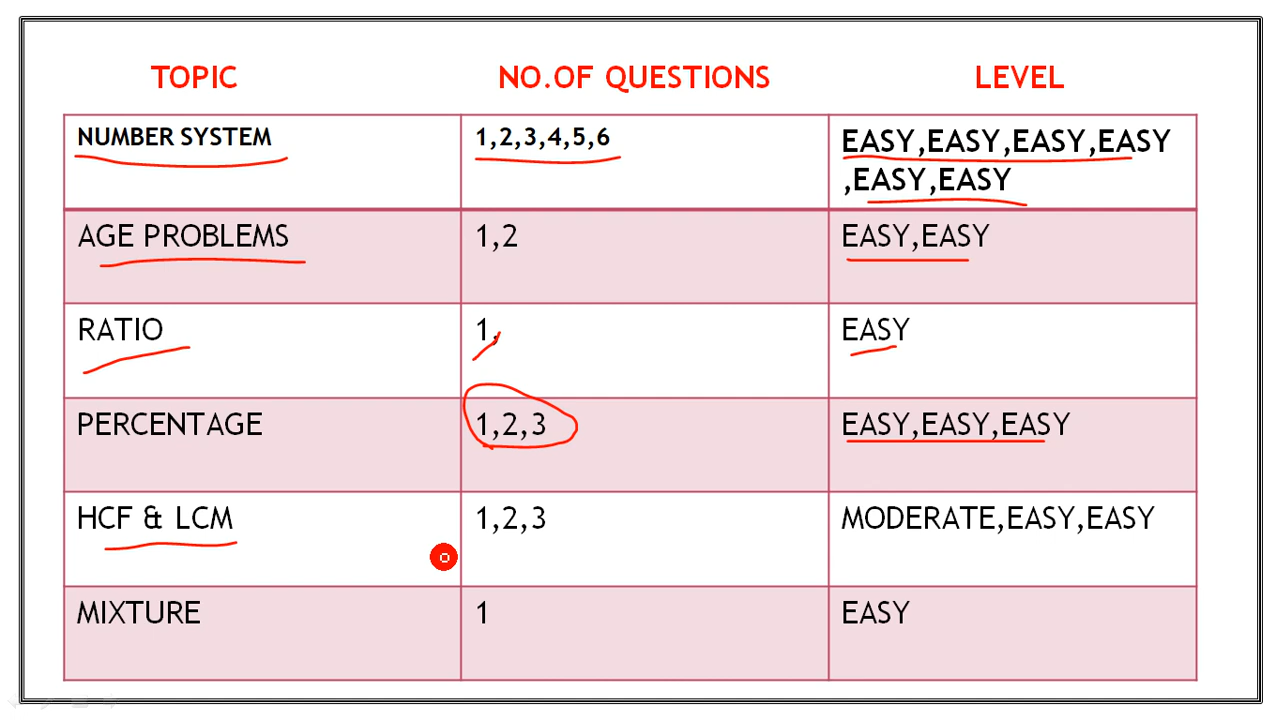 TOPIC NO.OF QUESTIONS LEVEL
NUMBER SYSTEM 1,2,3,4,5,6 EASY,EASY,EASY,EASY
,EASY,EASY
AGE PROBLEMS 1,2 EASY,EASY
RATIO 1, EASY
PERCENTAGE 1,2,3 EASY,EASY,EASY
HCF & LCM 1,2,3 MODERATE,EASY,EASY
MIXTURE 1 EASY